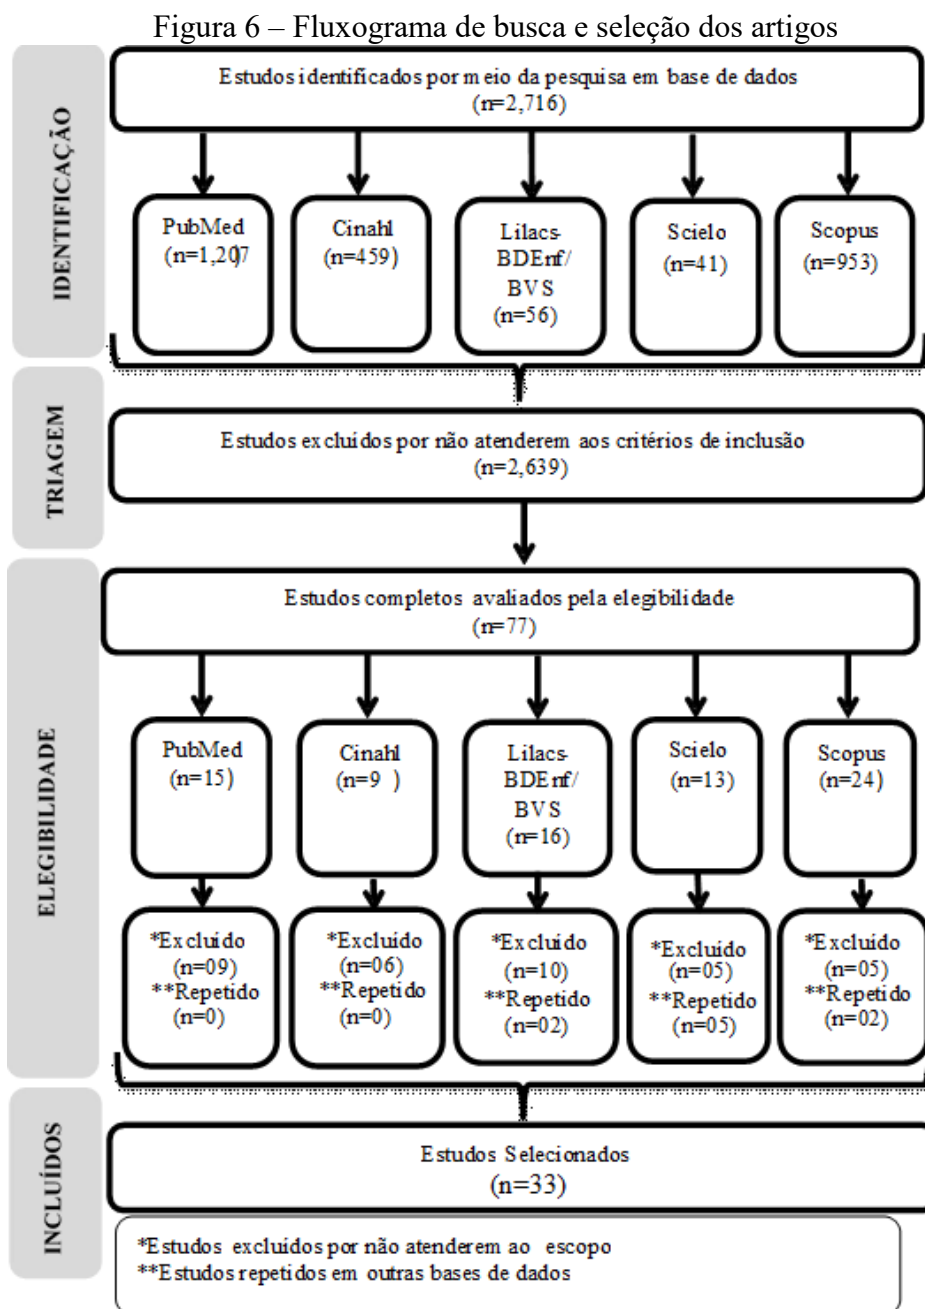 Figura 6 – Fluxograma de busca e seleção dos artigos
IDENTIFICAÇÃO
Estudos identificados por meio da pesquisa em base de dados
(n=2,716)
PubMed
(n=1,207
Cinahl
(n=459)
Lilacs-
BDEnf/
BVS
(n=56)
Scielo
(n=41)
Scopus
(n=953)
TRIAGEM
Estudos excluidos por não atenderem aos critérios de inclusão
(n=2,639)
ELEGIBILIDADE
Estudos completos avaliados pela elegibilidade
(n=77)
PubMed
(n=15)
Cinahl
(n=9 )
Lilacs-
BDEnf/
BVS
(n=16)
Scielo
(n=13)
Scopus
(n=24)
*Excluído
(n=09)
**Repetido
(n=0)
*Excluído
(n=06)
**Repetido
(n=0)
*Excluído
(n=10)
**Repetido
(n=02)
*Excluído
(n=05)
**Repetido
(n=05)
*Excluído
(n=05)
**Repetido
(n=02)
INCLUÍDOS
Estudos Selecionados
(n=33)
*Estudos excluídos por não atenderem ao escopo
**Estudos repetidos em outras bases de dados